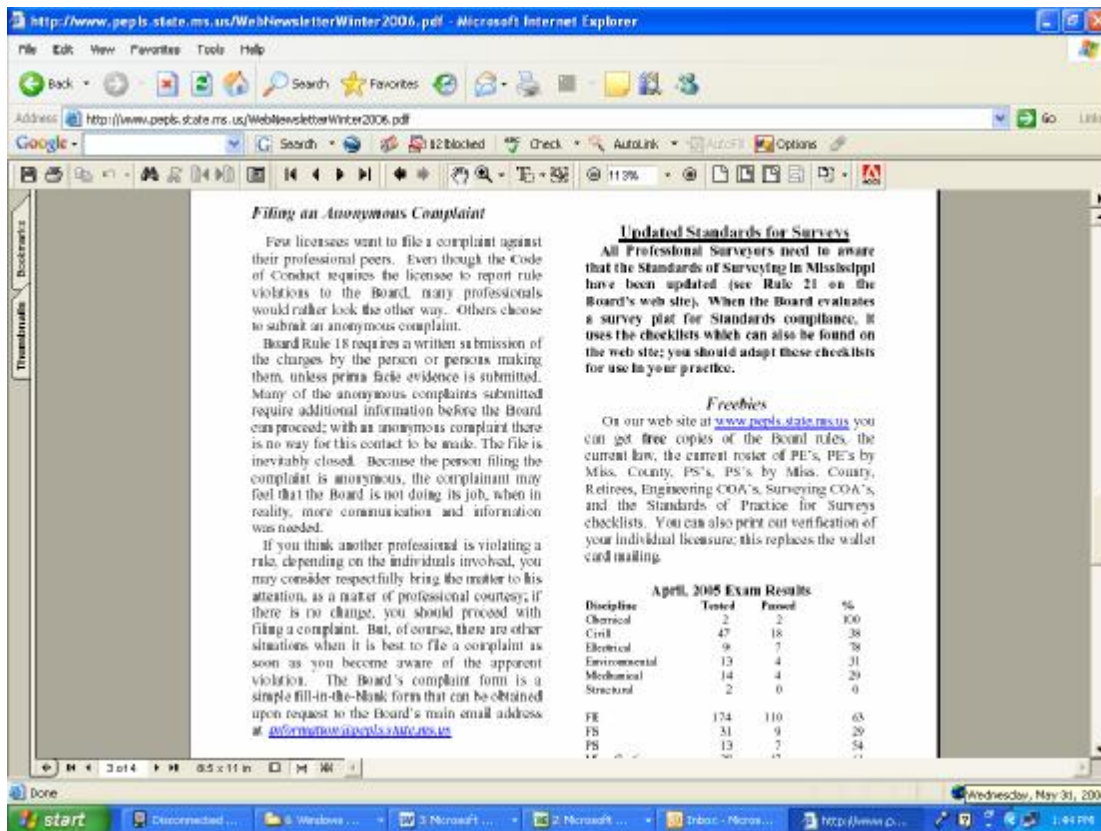 http://www.pepls.state.ms.us/WebNewsletterWinter2006.pdf - Microsoft Internet Explorer
File Edit View Favorites Tools Help
Back Search Favorites
Address http://www.pepls.state.ms.us/WebNewsletterWinter2006.pdf Go Links
Google Search 82 blocked Check AutoLink AutoFill Options
113%
Bookmarks
Thumbnails
Filing an Anonymous Complaint
Few licensees want to file a complaint against
their professional peers. Even though the Code
of Conduct requires the licensee to report rule
violations to the Board, many professionals
would rather look the other way. Others choose
to submit an anonymous complaint.
Board Rule 18 requires a written submission of
the charges by the person or persons making
them, unless prima facie evidence is submitted.
Many of the anonymous complaints submitted
require additional information before the Board
can proceed; with an anonymous complaint there
is no way for this contact to be made. The file is
inevitably closed. Because the person filing the
complaint is anonymous, the complainant may
feel that the Board is not doing its job, when in
reality, more communication and information
was needed.
If you think another professional is violating a
rule, depending on the individuals involved, you
may consider respectfully bring the matter to his
attention, as a matter of professional courtesy; if
there is no change, you should proceed with
filing a complaint. But, of course, there are other
situations when it is best to file a complaint as
soon as you become aware of the apparent
violation. The Board's complaint form is a
simple fill-in-the-blank form that can be obtained
upon request to the Board's main email address
at information@pepls.state.ms.us
Updated Standards for Surveys
All Professional Surveyors need to aware
that the Standards of Surveying in Mississippi
have been updated (see Rule 21 on the
Board's web site). When the Board evaluates
a survey plat for Standards compliance, it
uses the checklists which can also be found on
the web site; you should adapt these checklists
for use in your practice.
Freebies
On our web site at www.pepls.state.ms.us you
can get free copies of the Board rules, the
current law, the current roster of PE's, PE's by
Miss. County, PS's, PS's by Miss. County,
Retirees, Engineering COA's, Surveying COA's,
and the Standards of Practice for Surveys
checklists. You can also print out verification of
your individual licensure; this replaces the wallet
card mailing.
April, 2005 Exam Results
Discipline Tested Passed %
Chemical 2 2 100
Civil 47 18 38
Electrical 9 7 78
Environmental 13 4 31
Mechanical 14 4 29
Structural 2 0 0
FE 174 110 63
FS 31 9 29
PS 13 7 54
3 of 4 8.5 x 11 in
Done
Wednesday, May 31, 200
start Disconnected ... 6 Windows ... 3 Microsoft ... 2 Microsoft ... Inbox - Micros... http://www.p... 1:44 PM